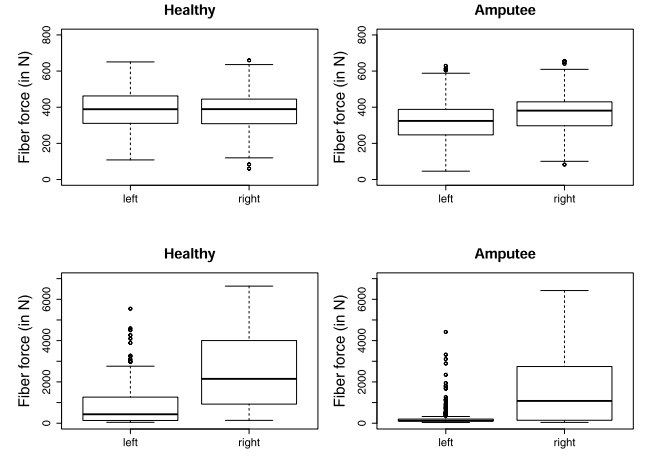 Healthy
Amputee
Fiber force (in N)
0 200 400 600 800
left right
Fiber force (in N)
0 200 400 600 800
left right
Healthy
Amputee
Fiber force (in N)
0 2000 4000 6000
left right
Fiber force (in N)
0 2000 4000 6000
left right